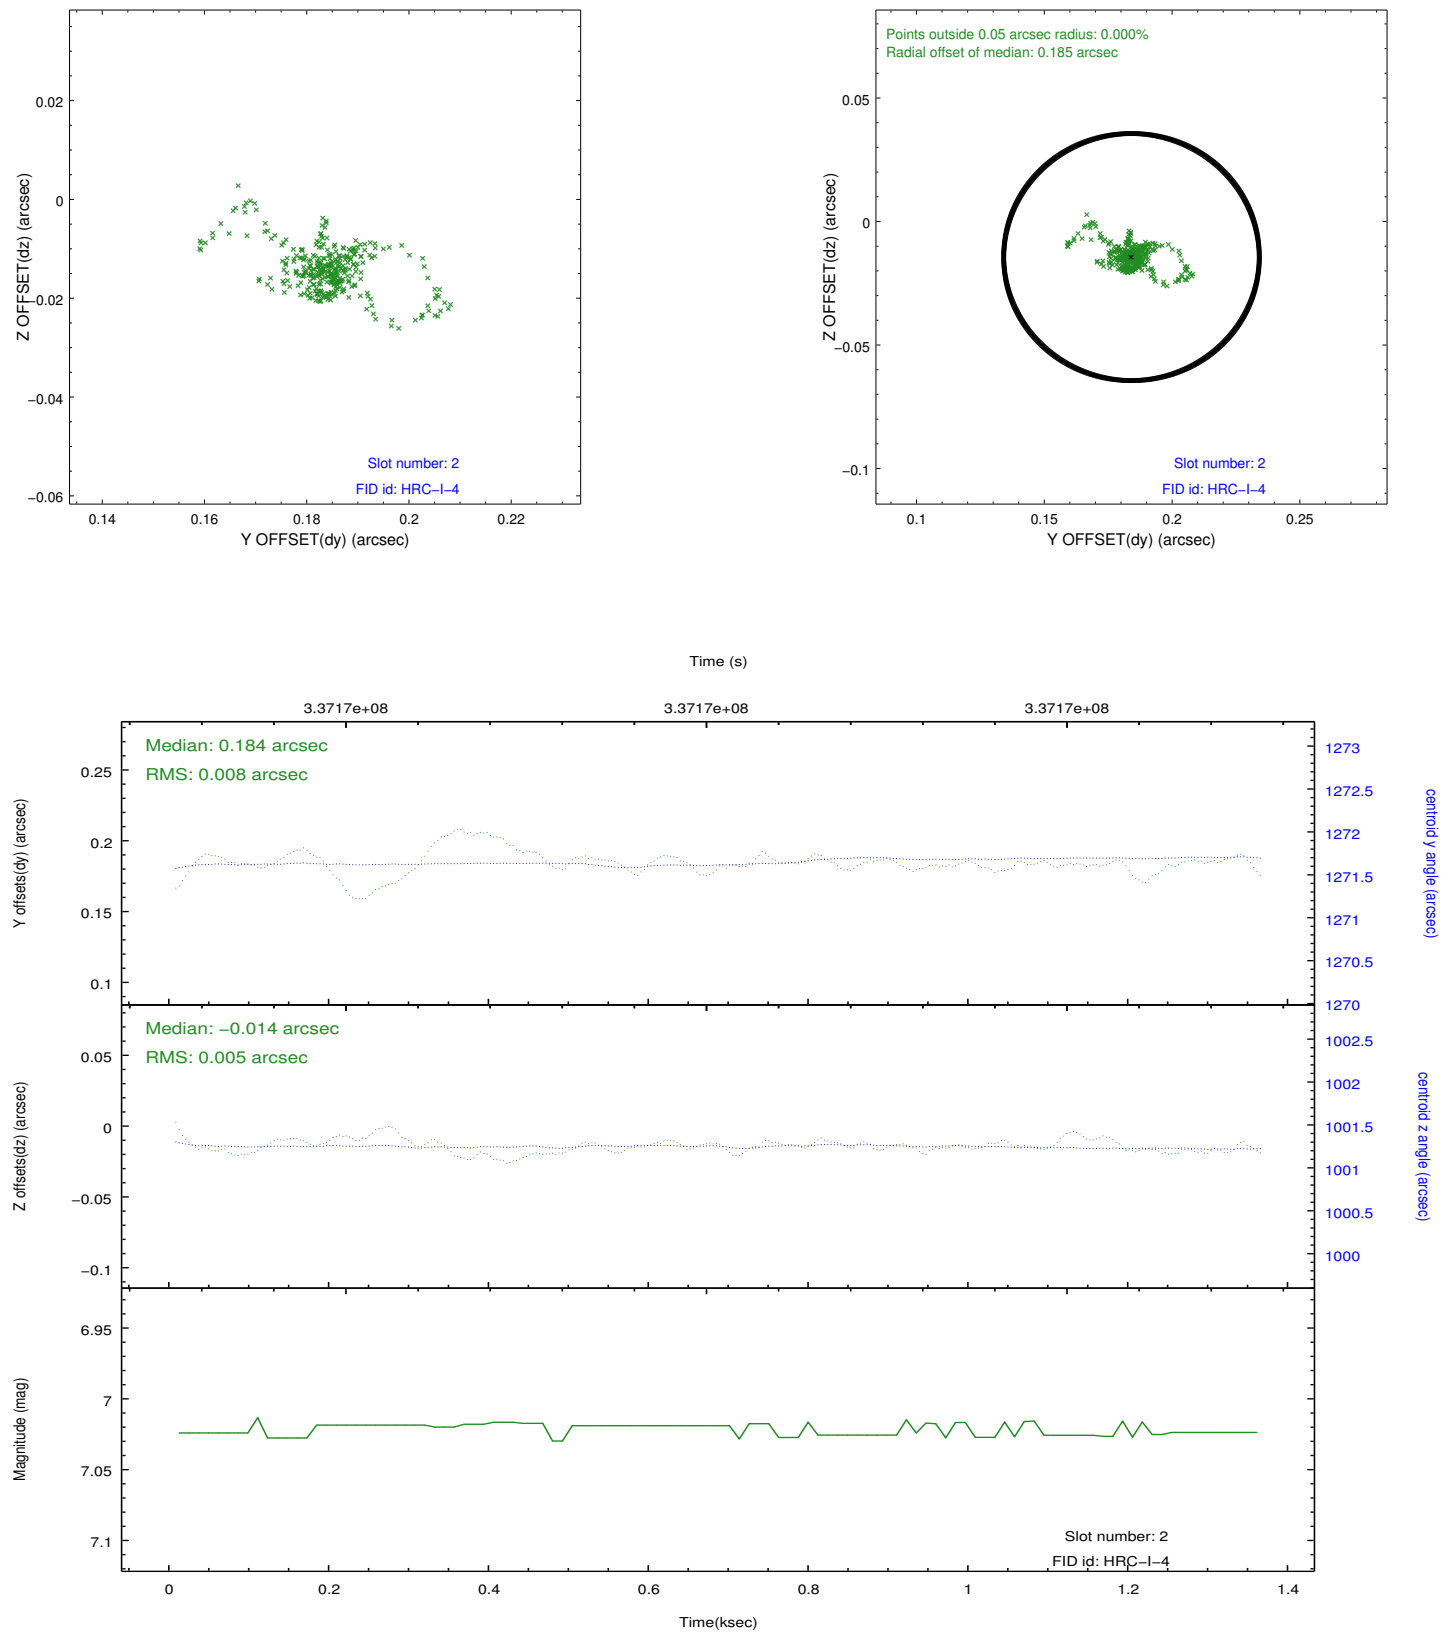 0.02
0
−0.02
−0.04
−0.06
Z OFFSET(dz) (arcsec)
Slot number: 2
FID id: HRC−I−4
0.14
0.16
0.18
0.2
0.22
Y OFFSET(dy) (arcsec)
Points outside 0.05 arcsec radius: 0.000%
Radial offset of median: 0.185 arcsec
0.05
0
−0.05
−0.1
Z OFFSET(dz) (arcsec)
Slot number: 2
FID id: HRC−I−4
0.1
0.15
0.2
0.25
Y OFFSET(dy) (arcsec)
Time (s)
3.3717e+08
3.3717e+08
3.3717e+08
Median: 0.184 arcsec
RMS: 0.008 arcsec
0.25
0.2
0.15
0.1
Y offsets(dy) (arcsec)
1273
1272.5
1272
1271.5
1271
1270.5
1270
centroid y angle (arcsec)
Median: −0.014 arcsec
RMS: 0.005 arcsec
0.05
0
−0.05
−0.1
Z offsets(dz) (arcsec)
1002.5
1002
1001.5
1001
1000.5
1000
centroid z angle (arcsec)
6.95
7
7.05
7.1
Magnitude (mag)
Slot number: 2
FID id: HRC−I−4
0
0.2
0.4
0.6
0.8
1
1.2
1.4
Time(ksec)